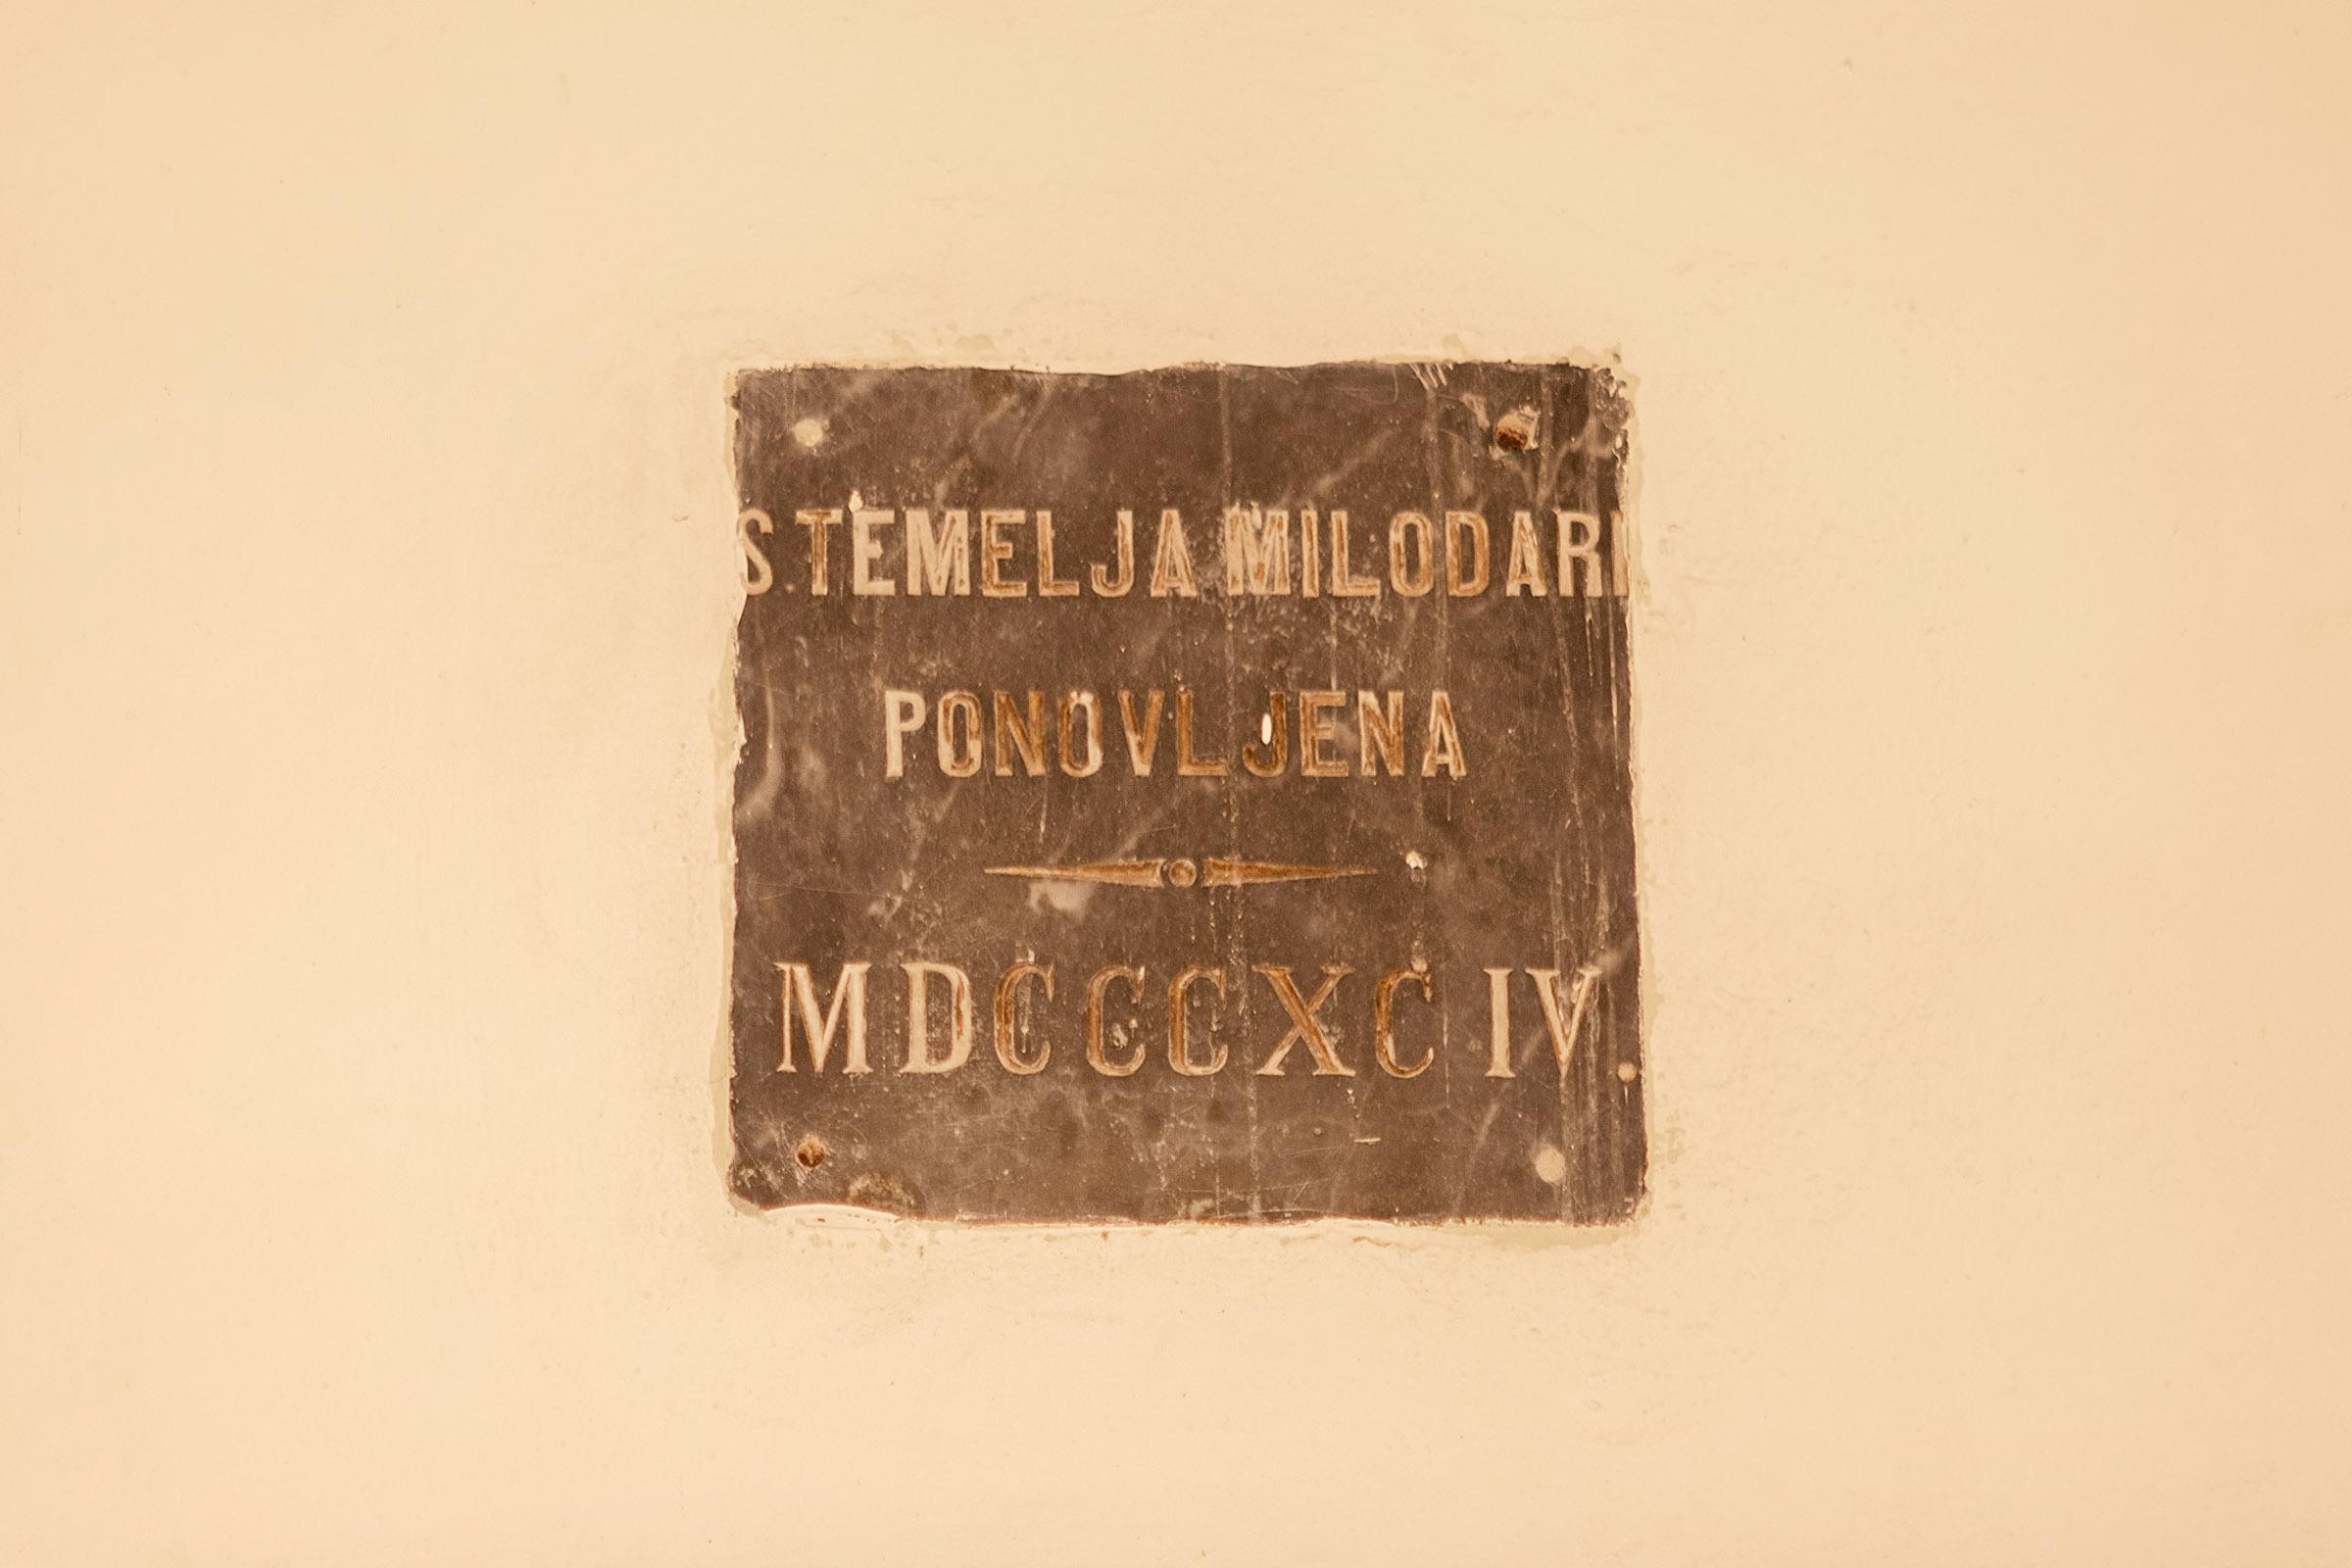 S TEMELJA MILODARI
PONOVLJENA
MDCCCXCIV.